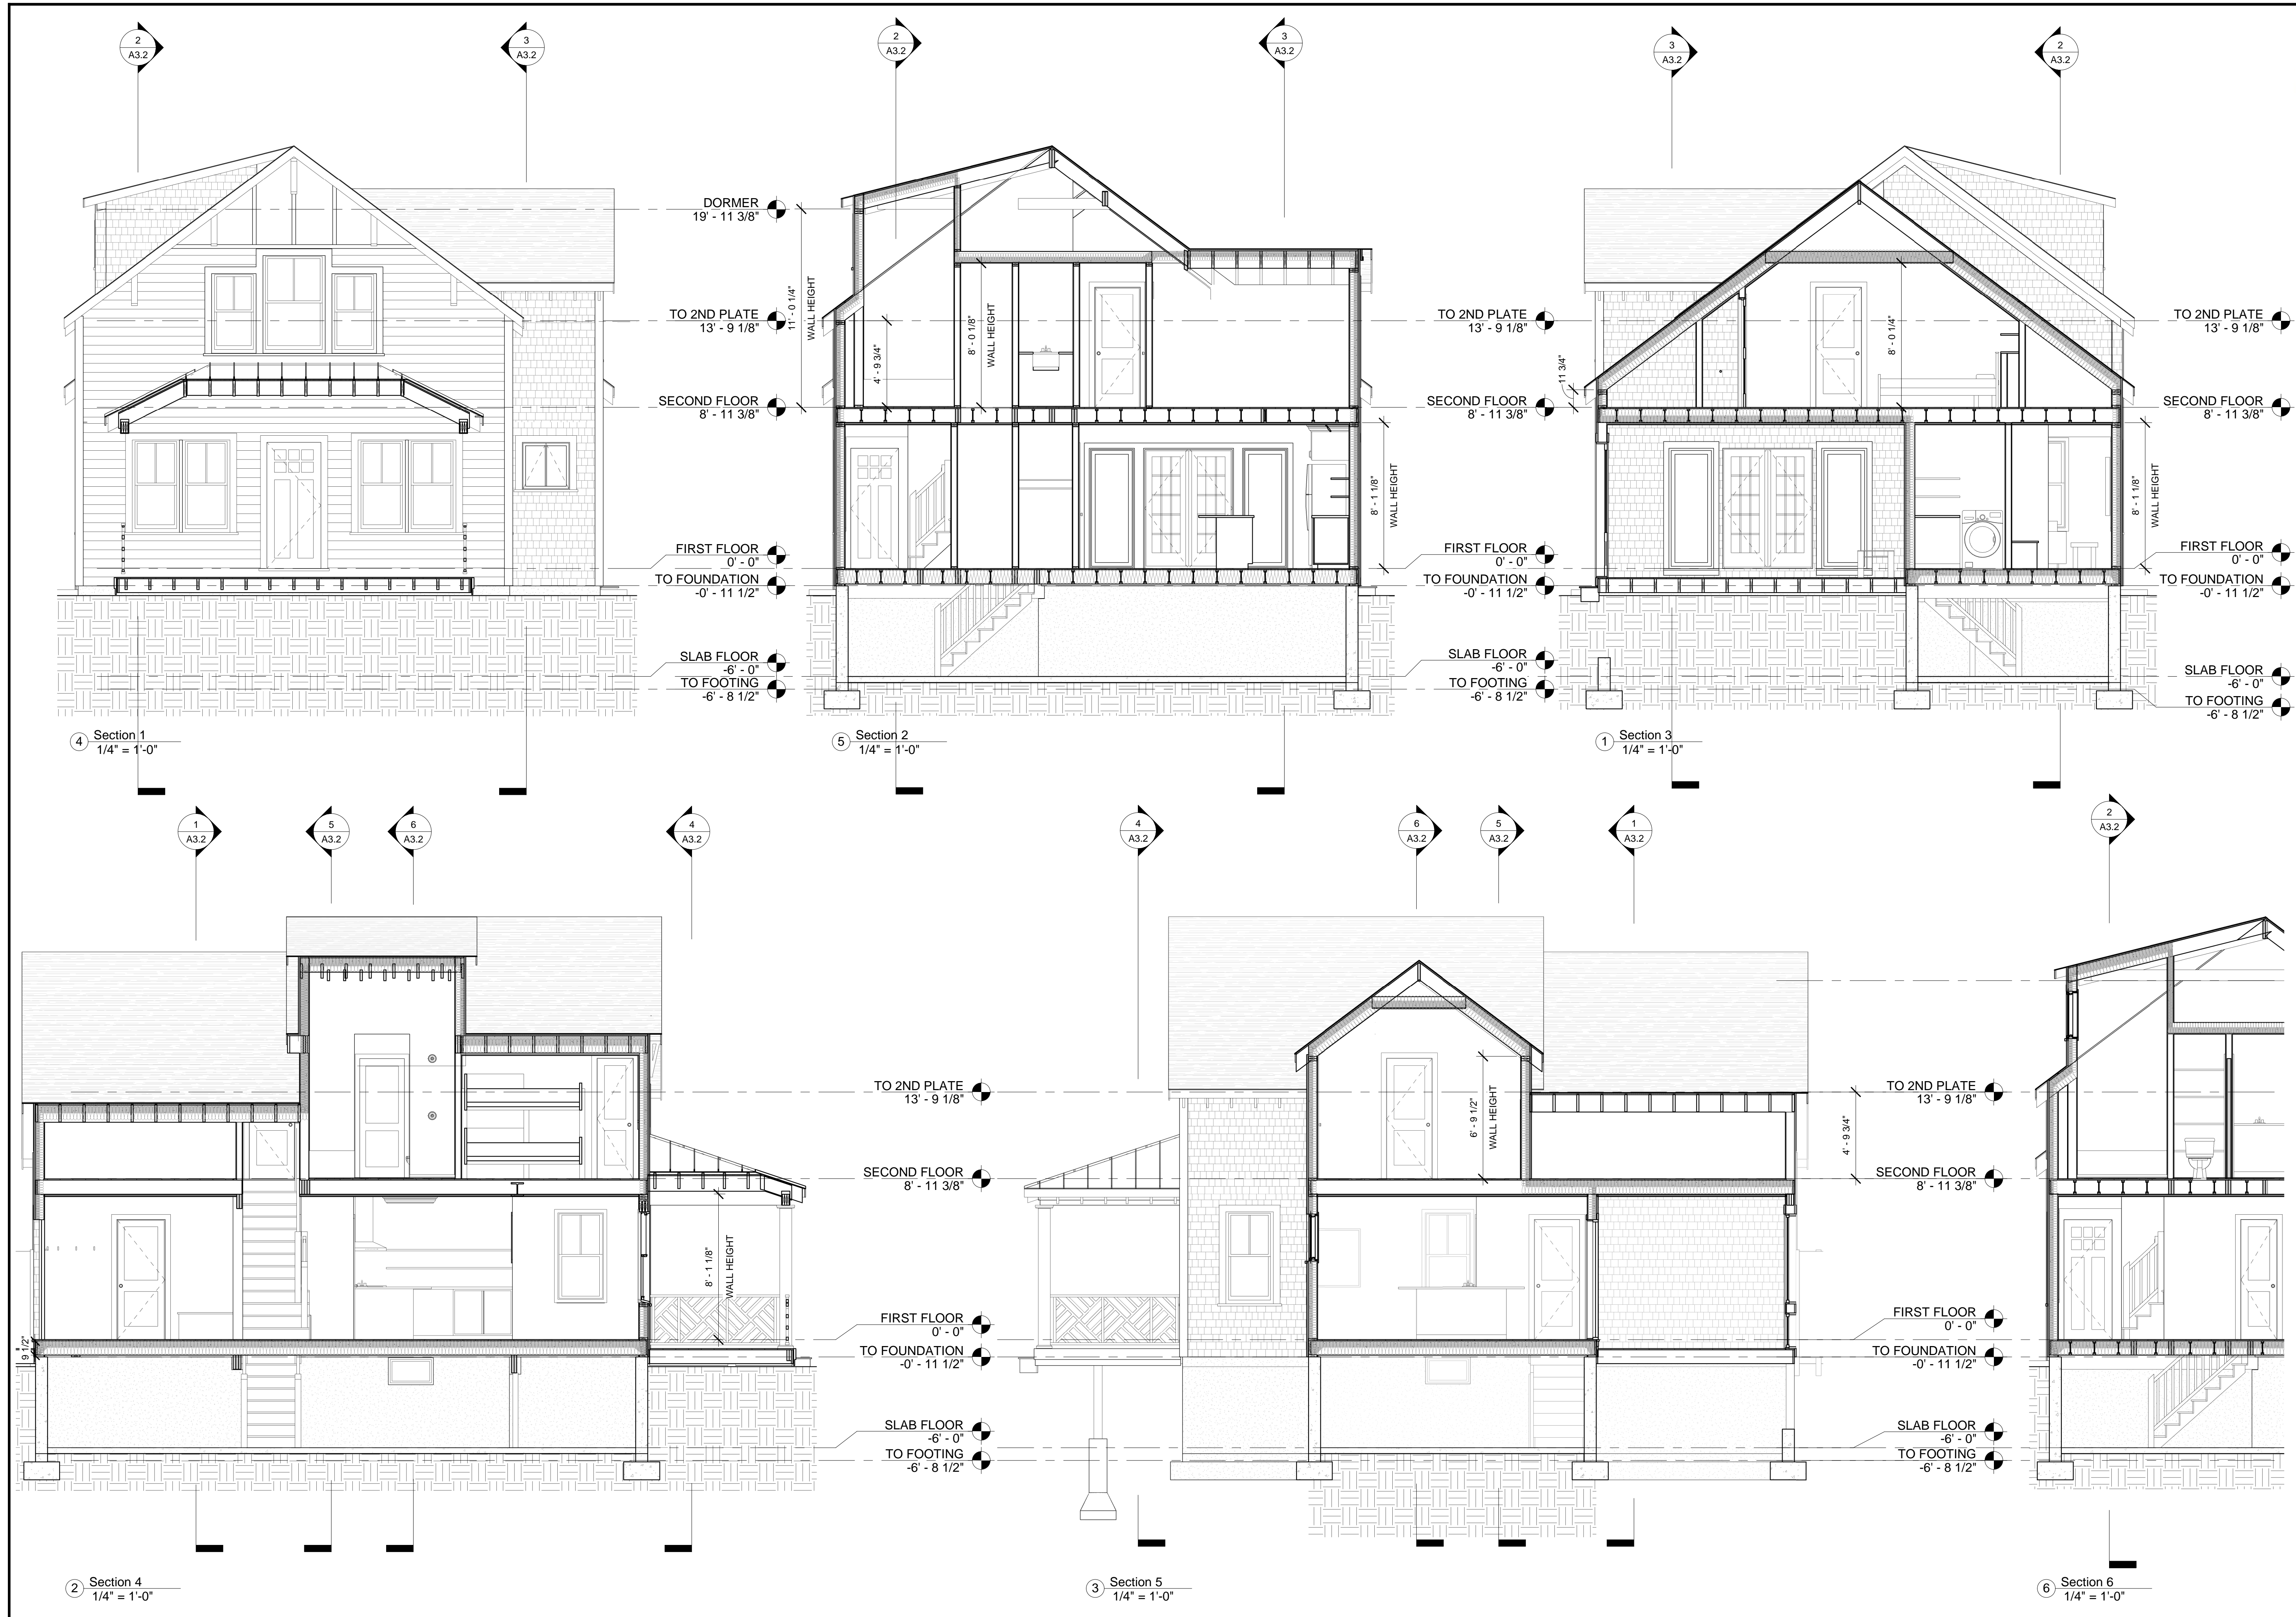 2
A3.2
3
A3.2
2
A3.2
3
A3.2
3
A3.2
2
A3.2
DORMER
19' - 11 3/8"
TO 2ND PLATE
13' - 9 1/8"
SECOND FLOOR
8' - 11 3/8"
FIRST FLOOR
0' - 0"
TO FOUNDATION
-0' - 11 1/2"
SLAB FLOOR
-6' - 0"
TO FOOTING
-6' - 8 1/2"
11' - 0 1/4"
WALL HEIGHT
4' - 9 3/4"
8' - 0 1/8"
WALL HEIGHT
8' - 1 1/8"
WALL HEIGHT
TO 2ND PLATE
13' - 9 1/8"
SECOND FLOOR
8' - 11 3/8"
FIRST FLOOR
0' - 0"
TO FOUNDATION
-0' - 11 1/2"
SLAB FLOOR
-6' - 0"
TO FOOTING
-6' - 8 1/2"
11 3/4"
8' - 0 1/4"
8' - 1 1/8"
WALL HEIGHT
TO 2ND PLATE
13' - 9 1/8"
SECOND FLOOR
8' - 11 3/8"
FIRST FLOOR
0' - 0"
TO FOUNDATION
-0' - 11 1/2"
SLAB FLOOR
-6' - 0"
TO FOOTING
-6' - 8 1/2"
4
Section 1
1/4" = 1'-0"
5
Section 2
1/4" = 1'-0"
1
Section 3
1/4" = 1'-0"
1
A3.2
5
A3.2
6
A3.2
4
A3.2
4
A3.2
6
A3.2
5
A3.2
1
A3.2
2
A3.2
9 1/2"
8' - 1 1/8"
WALL HEIGHT
TO 2ND PLATE
13' - 9 1/8"
SECOND FLOOR
8' - 11 3/8"
FIRST FLOOR
0' - 0"
TO FOUNDATION
-0' - 11 1/2"
SLAB FLOOR
-6' - 0"
TO FOOTING
-6' - 8 1/2"
6' - 9 1/2"
WALL HEIGHT
4' - 9 3/4"
TO 2ND PLATE
13' - 9 1/8"
SECOND FLOOR
8' - 11 3/8"
FIRST FLOOR
0' - 0"
TO FOUNDATION
-0' - 11 1/2"
SLAB FLOOR
-6' - 0"
TO FOOTING
-6' - 8 1/2"
2
Section 4
1/4" = 1'-0"
3
Section 5
1/4" = 1'-0"
6
Section 6
1/4" = 1'-0"